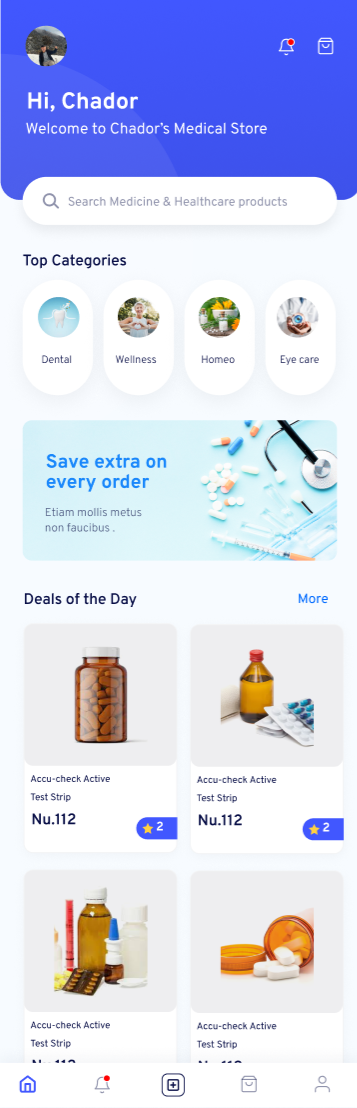 Hi, Chador
Welcome to Chador's Medical Store
Search Medicine & Healthcare products
Top Categories
Dental
Wellness
Homeo
Eye care
Save extra on
every order
Etiam mollis metus
non faucibus .
Deals of the Day
More
Accu-check Active
Test Strip
Nu.112
2
Accu-check Active
Test Strip
Nu.112
2
Accu-check Active
Test Strip
Accu-check Active
Test Strip